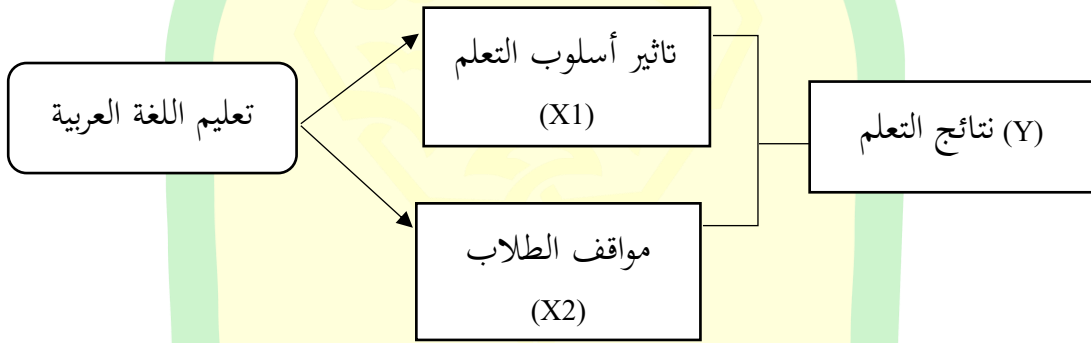 تعليم اللغة العربية
تاثير أسلوب التعلم
(X1)
مواقف الطلاب
(X2)
(Y) نتائج التعلم